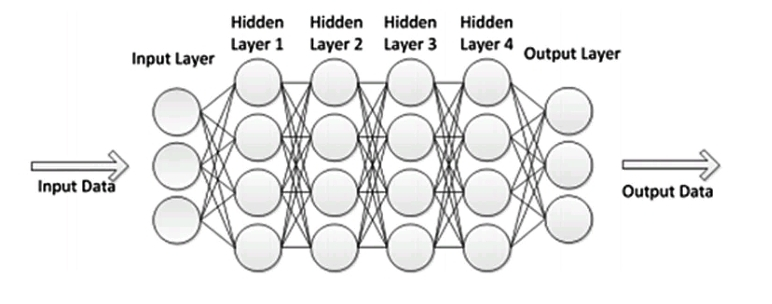 Input Layer
Hidden
Layer 1
Hidden
Layer 2
Hidden
Layer 3
Hidden
Layer 4
Output Layer
Input Data
Output Data